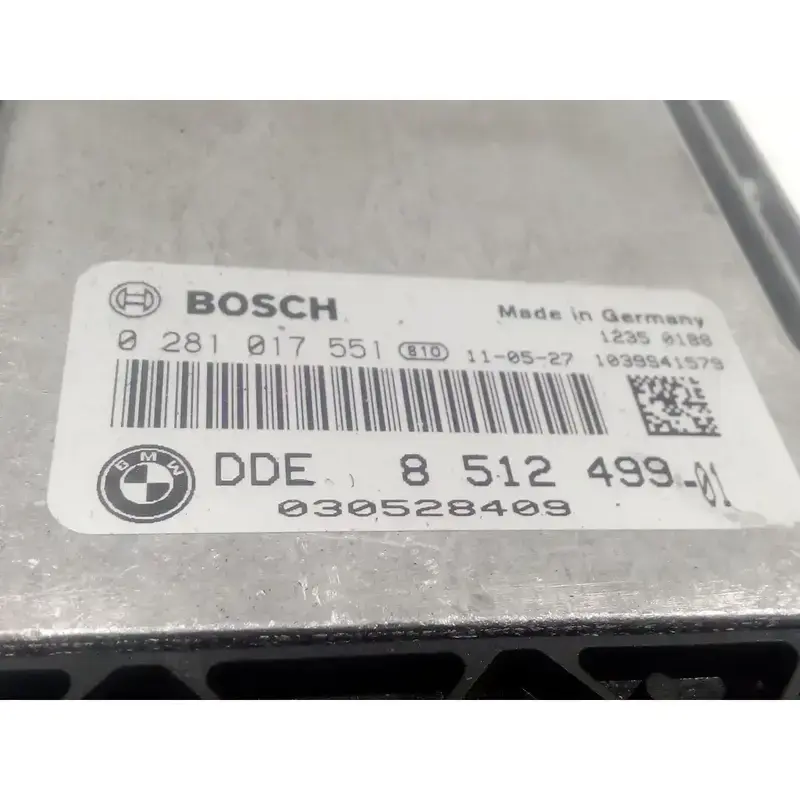 BOSCH
Made in Germany
0 281 017 551 810 11-05-27 1039S41579
1235 0188
BMW
DDE 8 512 499-01
030528409